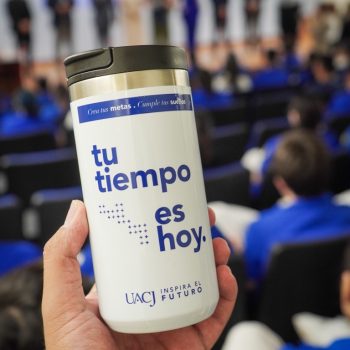 Crea tus metas, Cumple tus sueños
tu
tiempo
es
hoy.
UACJ INSPIRA EL
FUTURO